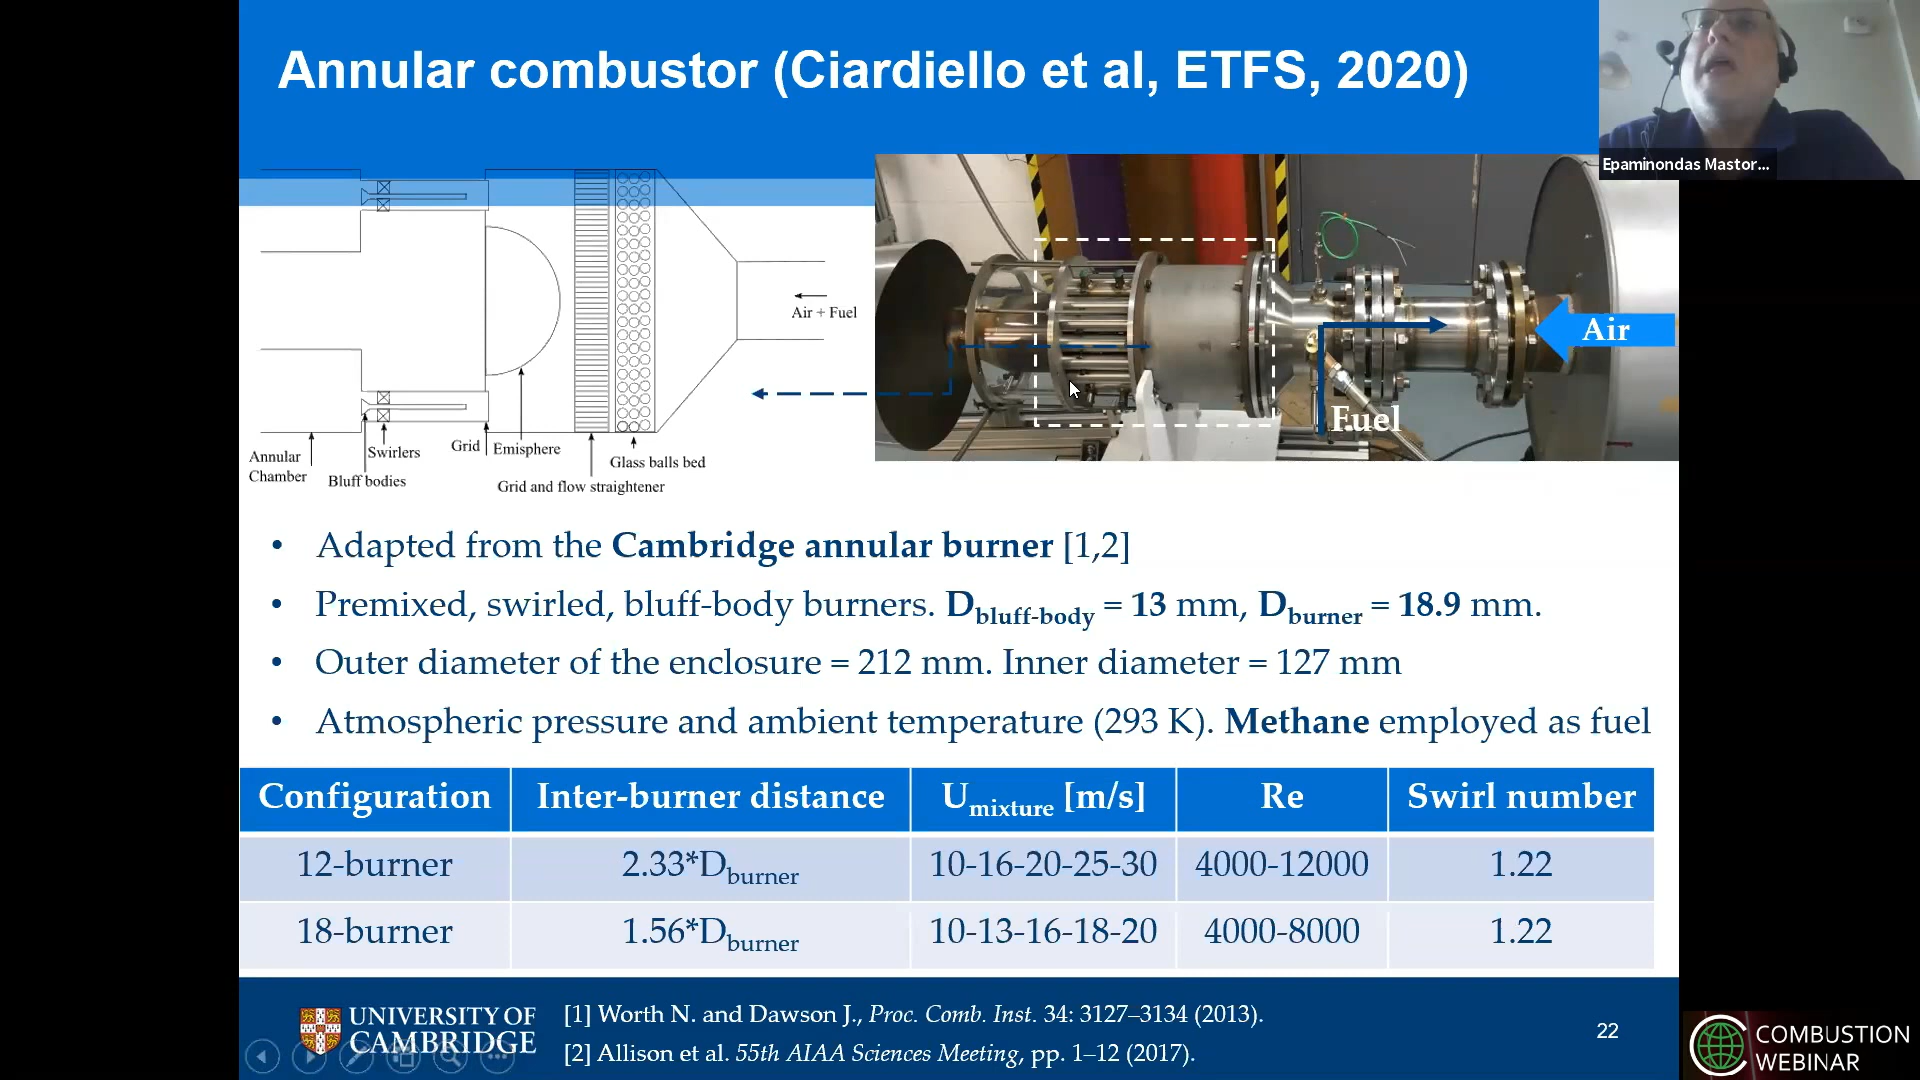 Annular combustor (Ciardiello et al, ETFS, 2020)
Epaminondas Mastor...
Air + Fuel
Air
Fuel
Annular
Chamber
Bluff bodies
Swirlers
Grid
Emisphere
Grid and flow straightener
Glass balls bed
• Adapted from the Cambridge annular burner [1,2]
• Premixed, swirled, bluff-body burners. Dbluff-body = 13 mm, Dburner = 18.9 mm.
• Outer diameter of the enclosure = 212 mm. Inner diameter = 127 mm
• Atmospheric pressure and ambient temperature (293 K). Methane employed as fuel
Configuration Inter-burner distance Umixture [m/s] Re Swirl number
12-burner 2.33*Dburner 10-16-20-25-30 4000-12000 1.22
18-burner 1.56*Dburner 10-13-16-18-20 4000-8000 1.22
UNIVERSITY OF
CAMBRIDGE
[1] Worth N. and Dawson J., Proc. Comb. Inst. 34: 3127–3134 (2013).
[2] Allison et al. 55th AIAA Sciences Meeting, pp. 1–12 (2017).
22
COMBUSTION
WEBINAR